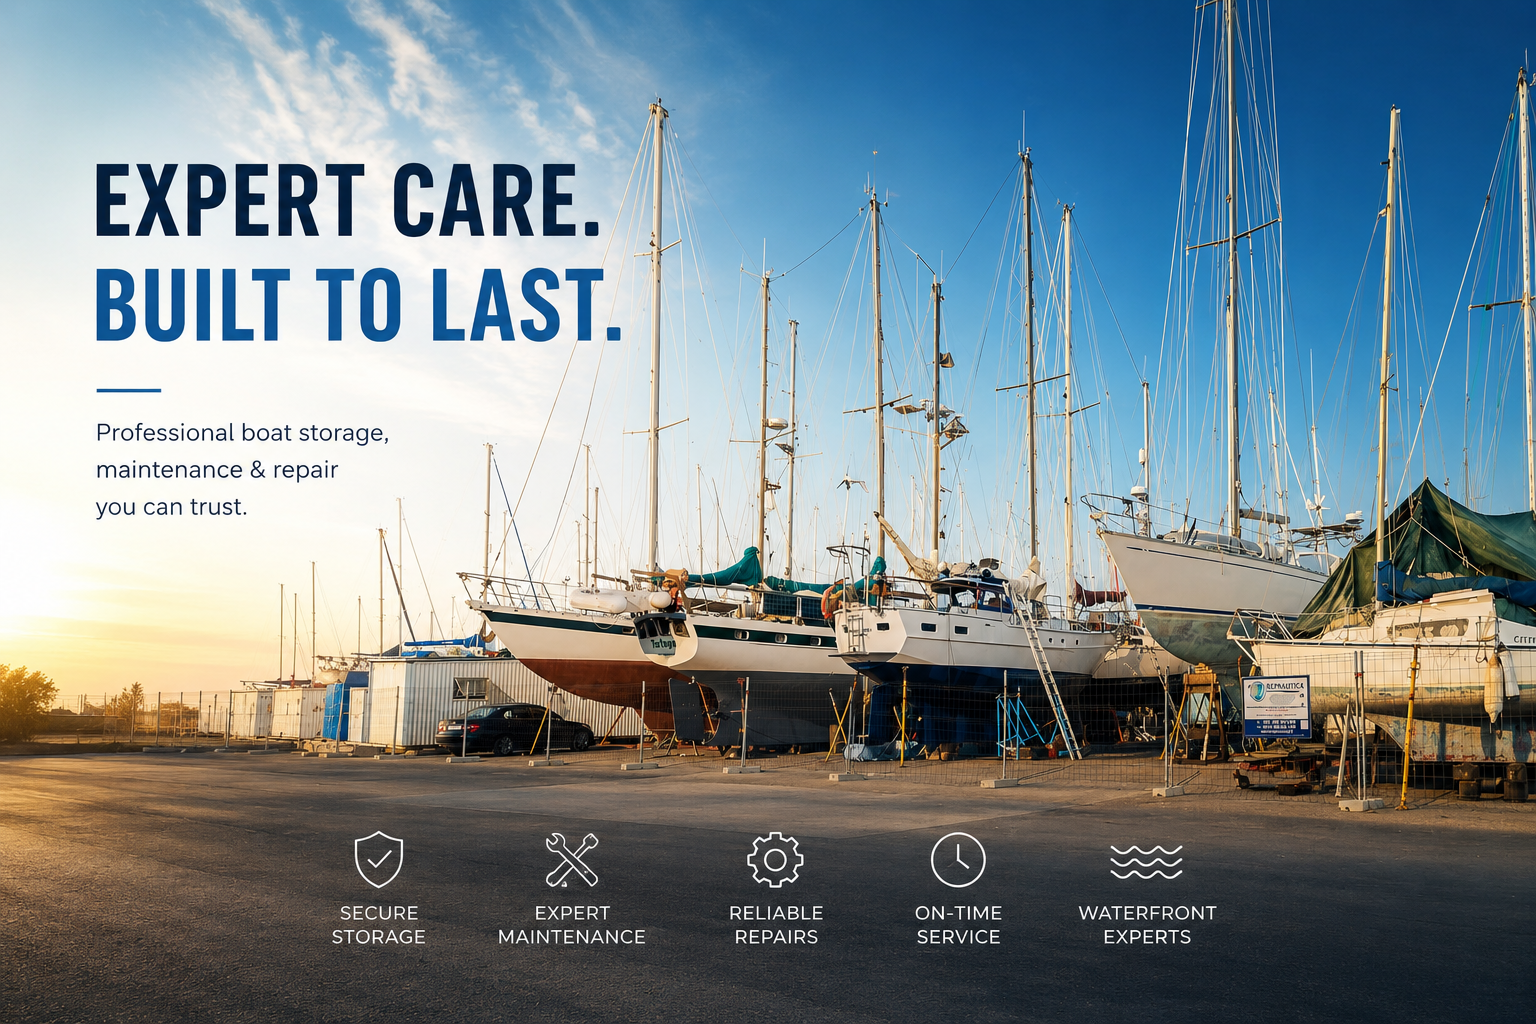 EXPERT CARE.
BUILT TO LAST.
Professional boat storage,
maintenance & repair
you can trust.
SECURE
STORAGE
EXPERT
MAINTENANCE
RELIABLE
REPAIRS
ON-TIME
SERVICE
WATERFRONT
EXPERTS